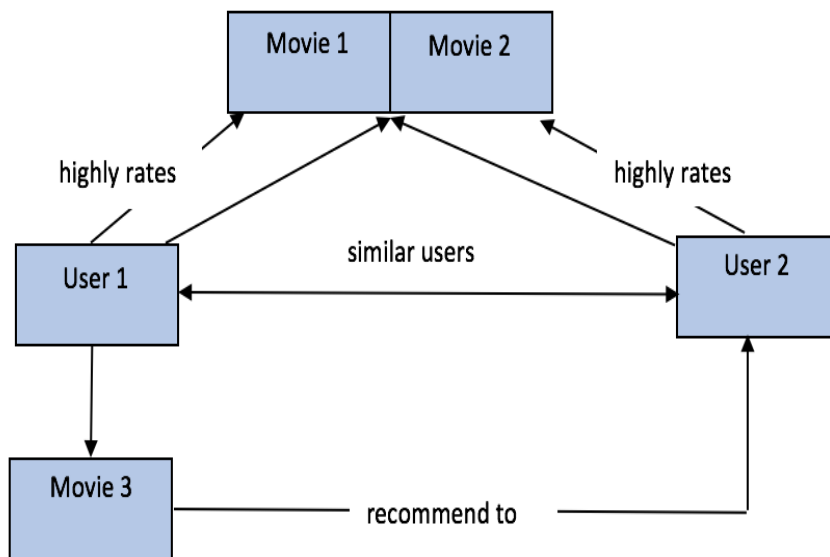 Movie 1
Movie 2
highly rates
highly rates
similar users
User 1
User 2
Movie 3
recommend to